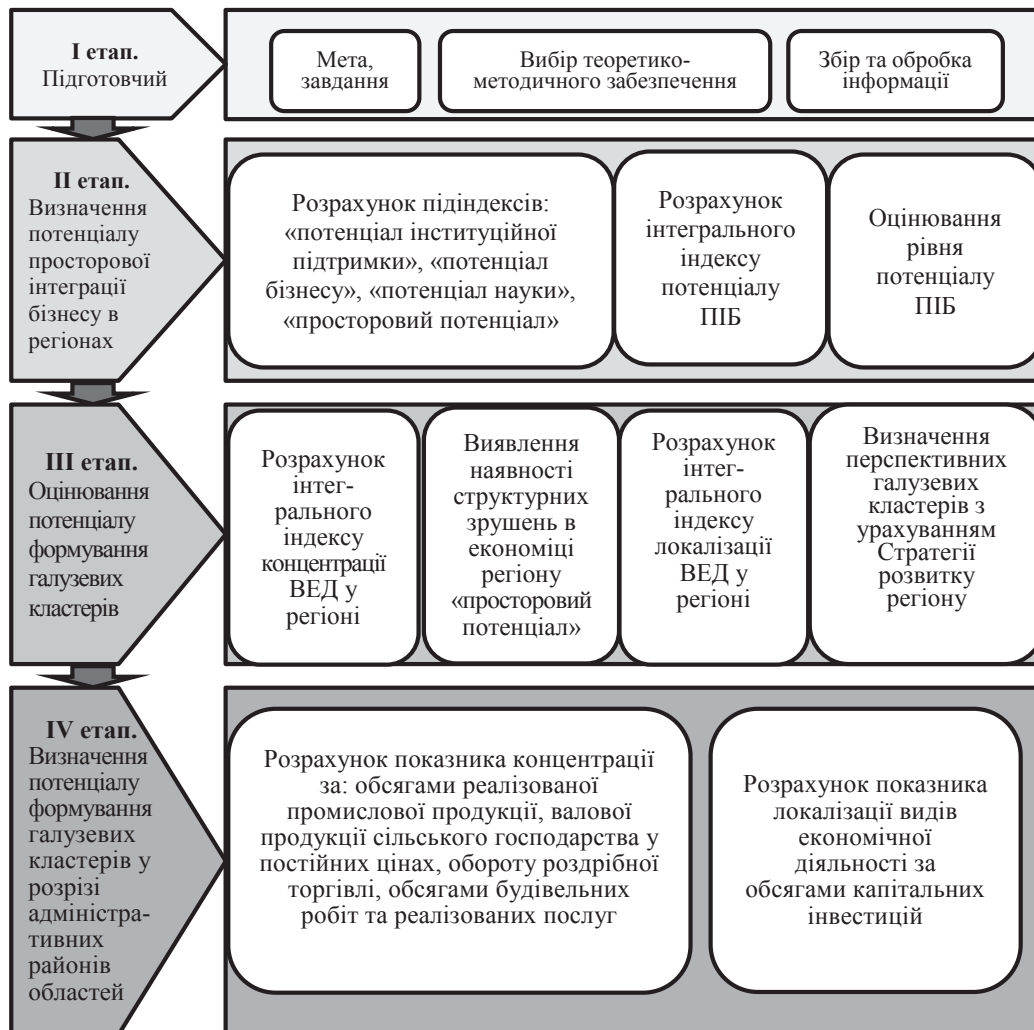 I етап.
Підготовчий
Мета,
завдання
Вибір теоретико-
методичного забезпечення
Збір та обробка
інформації
II етап.
Визначення
потенціалу
просторової
інтеграції
бізнесу в
регіонах
Розрахунок підіндексів:
«потенціал інституційної
підтримки», «потенціал
бізнесу», «потенціал науки»,
«просторовий потенціал»
Розрахунок
інтегрального
індексу
потенціалу
ПІБ
Оцінювання
рівня
потенціалу
ПІБ
III етап.
Оцінювання
потенціалу
формування
галузевих
кластерів
Розрахунок
інтег-
рального
індексу
концентрації
ВЕД у
регіоні
Виявлення
наявності
структурних
зрушень в
економіці
регіону
«просторовий
потенціал»
Розрахунок
інтег-
рального
індексу
локалізації
ВЕД у
регіоні
Визначення
перспективних
галузевих
кластерів з
урахуванням
Стратегії
розвитку
регіону
IV етап.
Визначення
потенціалу
формування
галузевих
кластерів у
розрізі
адміністра-
тивних
районів
областей
Розрахунок показника концентрації
за: обсягами реалізованої
промислової продукції, валової
продукції сільського господарства у
постійних цінах, обороту роздрібної
торгівлі, обсягами будівельних
робіт та реалізованих послуг
Розрахунок показника
локалізації видів
економічної
діяльності за
обсягами капітальних
інвестицій